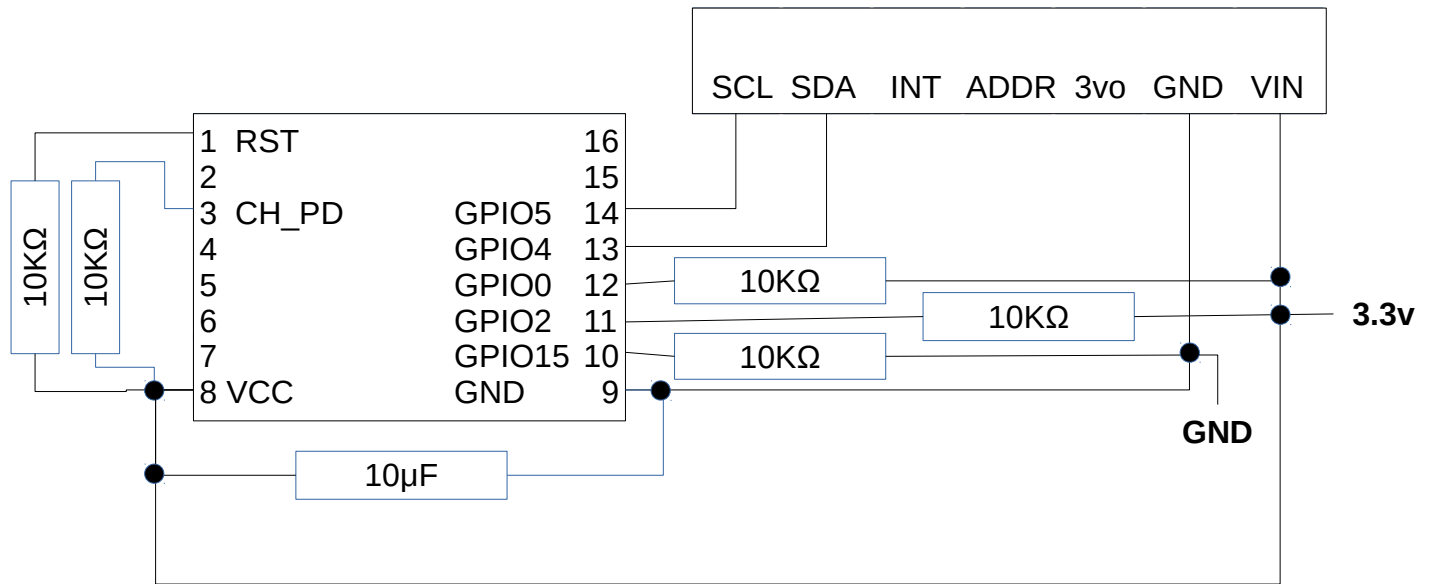 SCL SDA INT ADDR 3vo GND VIN
1 RST 16
2 15
3 CH_PD GPIO5 14
4 GPIO4 13
5 GPIO0 12
6 GPIO2 11
7 GPIO15 10
8 VCC GND 9
10KΩ
10KΩ
10KΩ
10KΩ
10KΩ
3.3v
GND
10µF